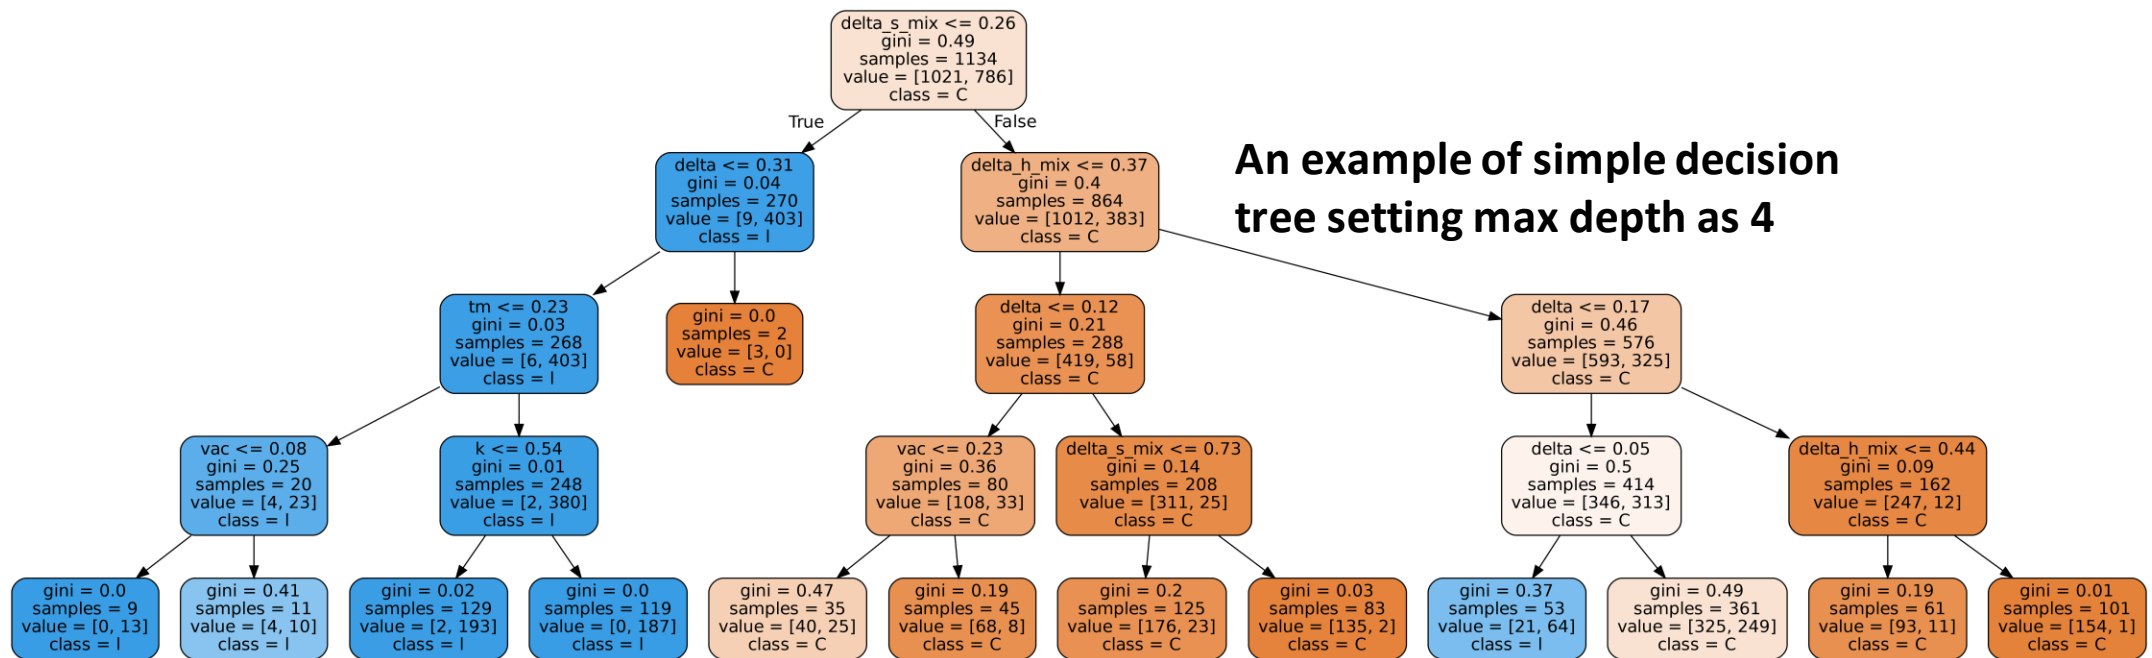 delta_s_mix <= 0.26
gini = 0.49
samples = 1134
value = [1021, 786]
class = C
True
False
An example of simple decision
tree setting max depth as 4
delta <= 0.31
gini = 0.04
samples = 270
value = [9, 403]
class = I
delta_h_mix <= 0.37
gini = 0.4
samples = 864
value = [1012, 383]
class = C
tm <= 0.23
gini = 0.03
samples = 268
value = [6, 403]
class = I
gini = 0.0
samples = 2
value = [3, 0]
class = C
delta <= 0.12
gini = 0.21
samples = 288
value = [419, 58]
class = C
delta <= 0.17
gini = 0.46
samples = 576
value = [593, 325]
class = C
vac <= 0.08
gini = 0.25
samples = 20
value = [4, 23]
class = I
k <= 0.54
gini = 0.01
samples = 248
value = [2, 380]
class = I
vac <= 0.23
gini = 0.36
samples = 80
value = [108, 33]
class = C
delta_s_mix <= 0.73
gini = 0.14
samples = 208
value = [311, 25]
class = C
delta <= 0.05
gini = 0.5
samples = 414
value = [346, 313]
class = C
delta_h_mix <= 0.44
gini = 0.09
samples = 162
value = [247, 12]
class = C
gini = 0.0
samples = 9
value = [0, 13]
class = I
gini = 0.41
samples = 11
value = [4, 10]
class = I
gini = 0.02
samples = 129
value = [2, 193]
class = I
gini = 0.0
samples = 119
value = [0, 187]
class = I
gini = 0.47
samples = 35
value = [40, 25]
class = C
gini = 0.19
samples = 45
value = [68, 8]
class = C
gini = 0.2
samples = 125
value = [176, 23]
class = C
gini = 0.03
samples = 83
value = [135, 2]
class = C
gini = 0.37
samples = 53
value = [21, 64]
class = I
gini = 0.49
samples = 361
value = [325, 249]
class = C
gini = 0.19
samples = 61
value = [93, 11]
class = C
gini = 0.01
samples = 101
value = [154, 1]
class = C